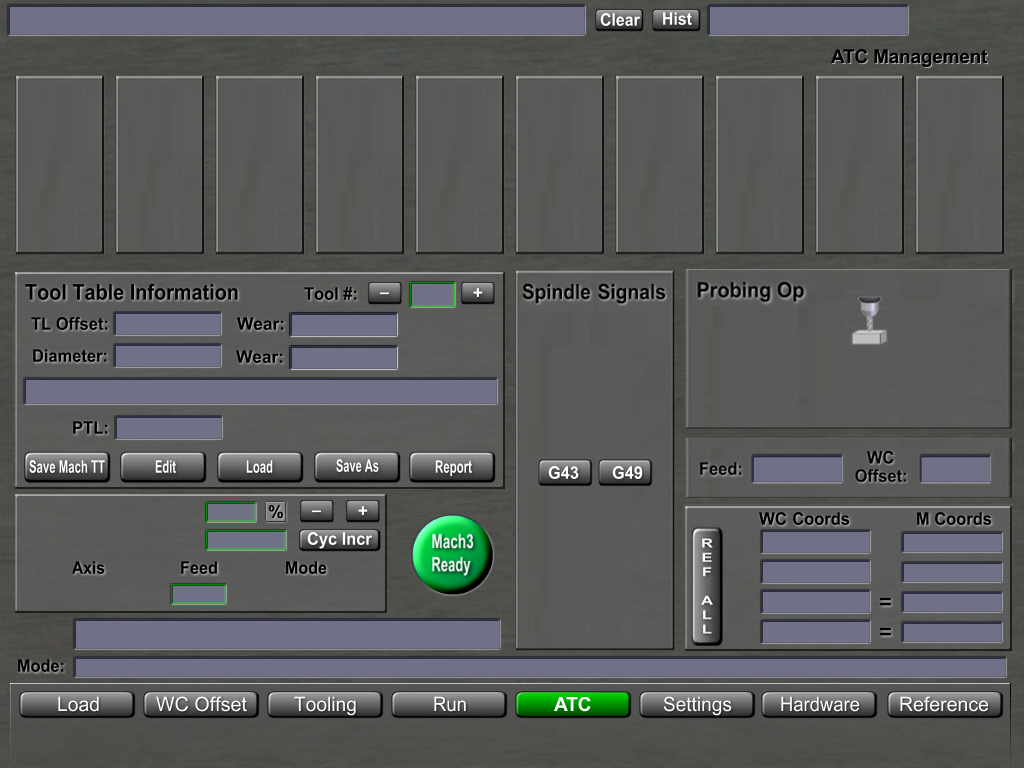 Clear Hist
ATC Management
Tool Table Information Tool #: − +
Spindle Signals
Probing Op
TL Offset: Wear:
Diameter: Wear:
PTL:
Save Mach TT Edit Load Save As Report
G43 G49
Feed: WC Offset:
% − +
Cyc Incr
Axis Feed Mode
Mach3
Ready
WC Coords M Coords
REF ALL
=
=
Mode:
Load WC Offset Tooling Run ATC Settings Hardware Reference